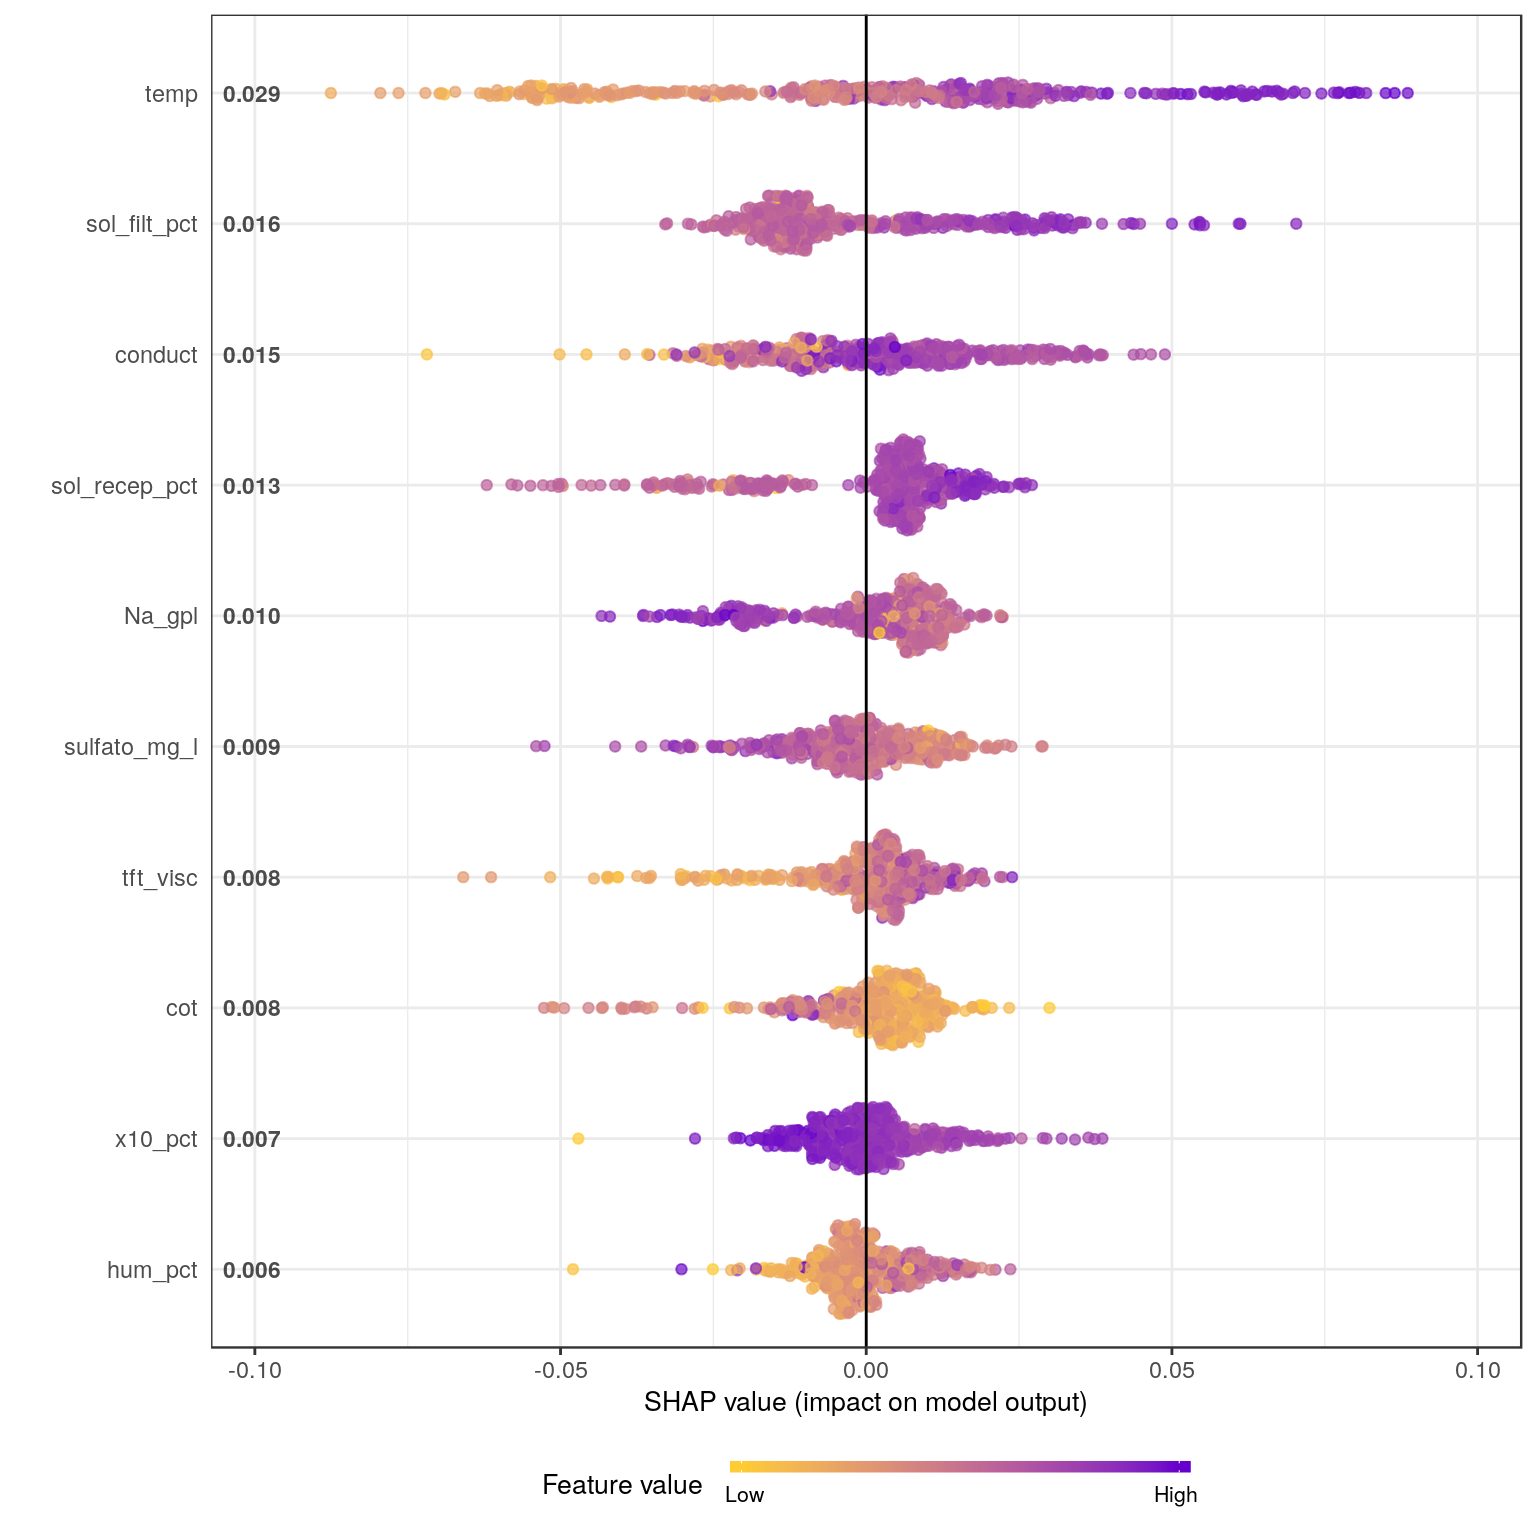 temp 0.029
sol_filt_pct 0.016
conduct 0.015
sol_recep_pct 0.013
Na_gpl 0.010
sulfato_mg_l 0.009
tft_visc 0.008
cot 0.008
x10_pct 0.007
hum_pct 0.006
-0.10 -0.05 0.00 0.05 0.10
SHAP value (impact on model output)
Feature value
Low High